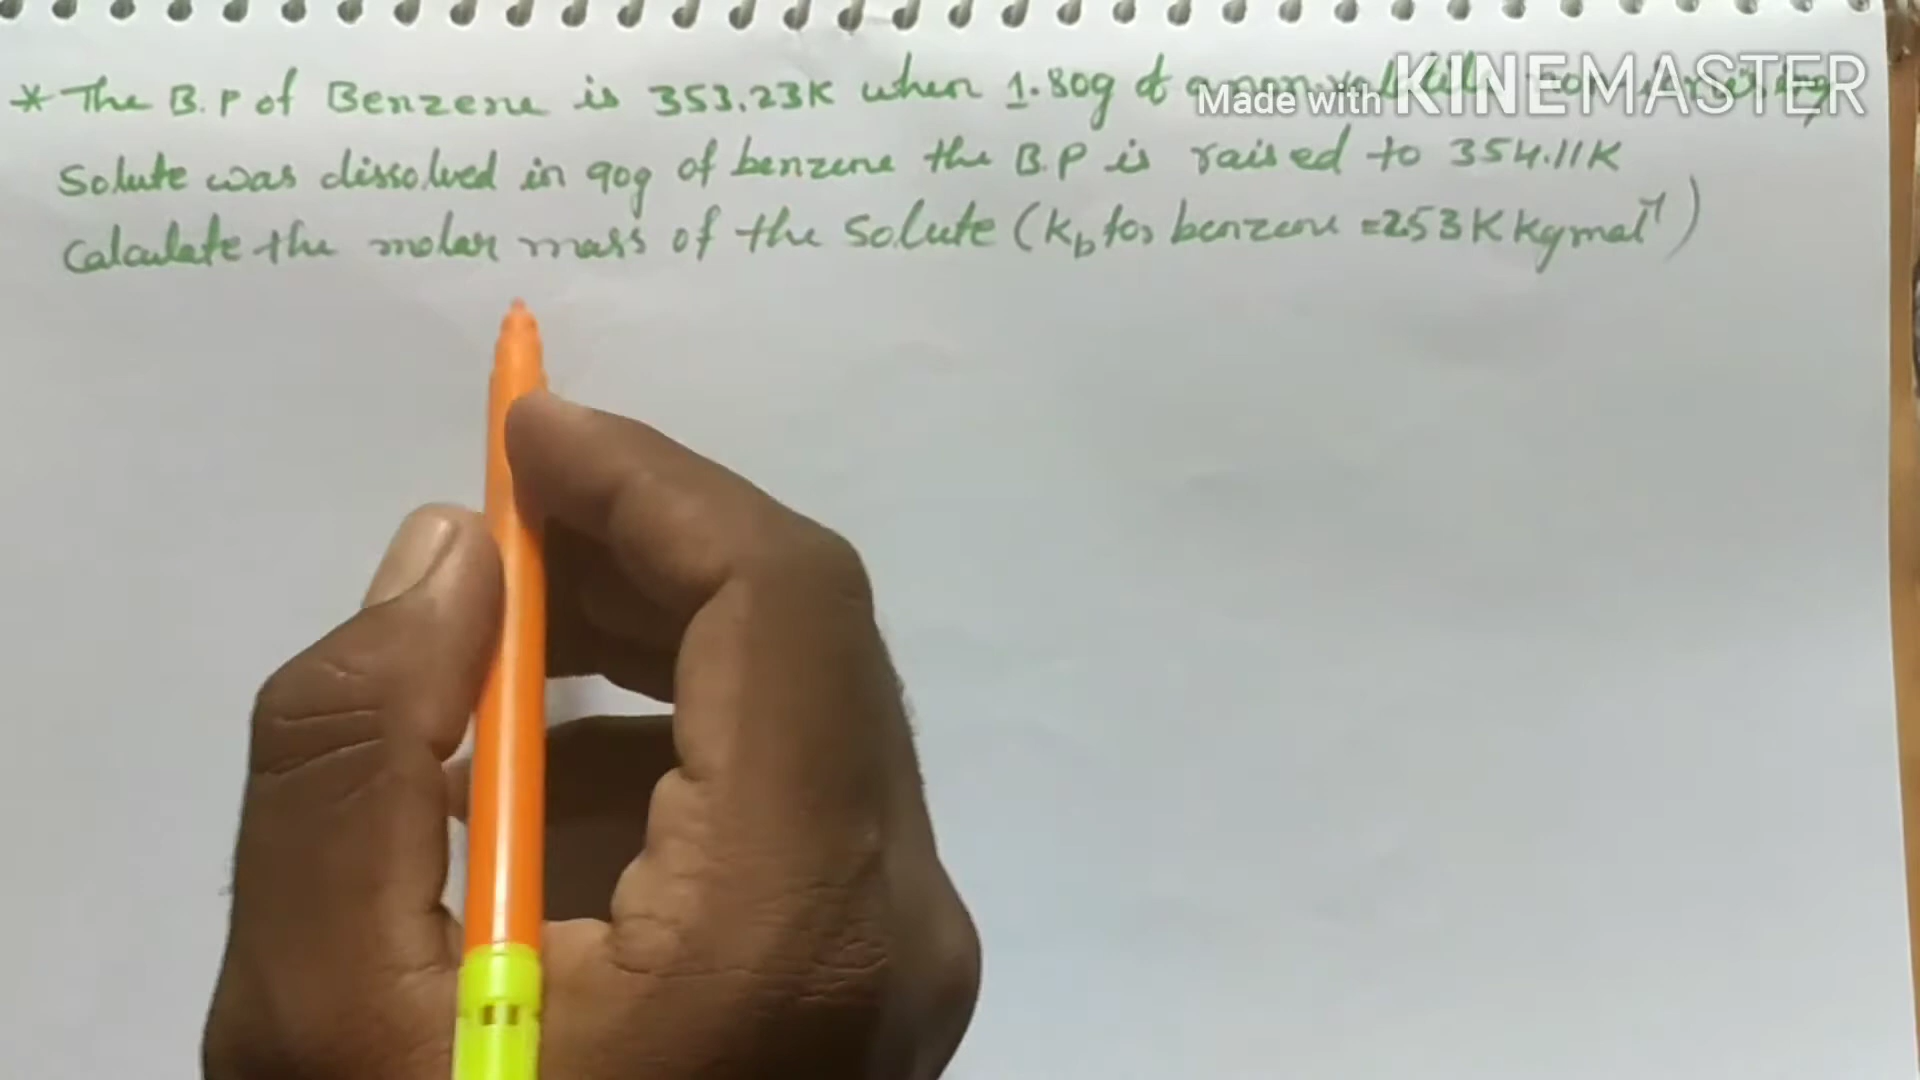 * The B.P of Benzene is 353.23K when 1.80g of a non
Made with KINEMASTER
Solute was dissolved in 90g of benzene the B.P is raised to 354.11K
Calculate the molar mass of the Solute (Kb for benzene = 2.53 K Kg mol⁻¹)